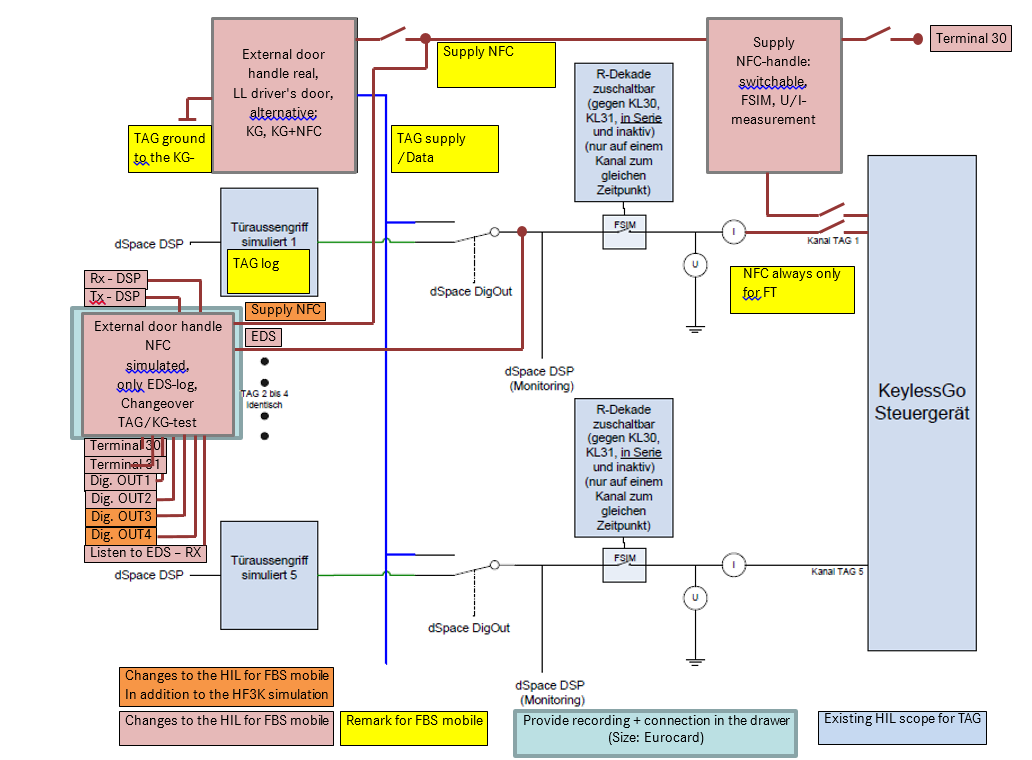 External door
handle real,
LL driver's door,
alternative:
KG, KG+NFC
Supply NFC
Supply
NFC-handle:
switchable,
FSIM, U/I-
measurement
Terminal 30
TAG ground
to the KG-
TAG supply
/Data
R-Dekade
zuschaltbar
(gegen KL30,
KL31, in Serie
und inaktiv)
(nur auf einem
Kanal zum
gleichen
Zeitpunkt)
dSpace DSP
Türaussengriff
simuliert 1
TAG log
FSIM
I
U
Kanal TAG 1
NFC always only
for FT
dSpace DigOut
dSpace DSP
(Monitoring)
Rx - DSP
Tx - DSP
Supply NFC
EDS
External door handle
NFC
simulated,
only EDS-log,
Changeover
TAG/KG-test
TAG 2 bis 4
Identisch
KeylessGo
Steuergerät
Terminal 30
Terminal 31
Dig. OUT1
Dig. OUT2
Dig. OUT3
Dig. OUT4
Listen to EDS – RX
R-Dekade
zuschaltbar
(gegen KL30,
KL31, in Serie
und inaktiv)
(nur auf einem
Kanal zum
gleichen
Zeitpunkt)
dSpace DSP
Türaussengriff
simuliert 5
FSIM
I
U
Kanal TAG 5
dSpace DigOut
dSpace DSP
(Monitoring)
Changes to the HIL for FBS mobile
In addition to the HF3K simulation
Changes to the HIL for FBS mobile
Remark for FBS mobile
Provide recording + connection in the drawer
(Size: Eurocard)
Existing HIL scope for TAG